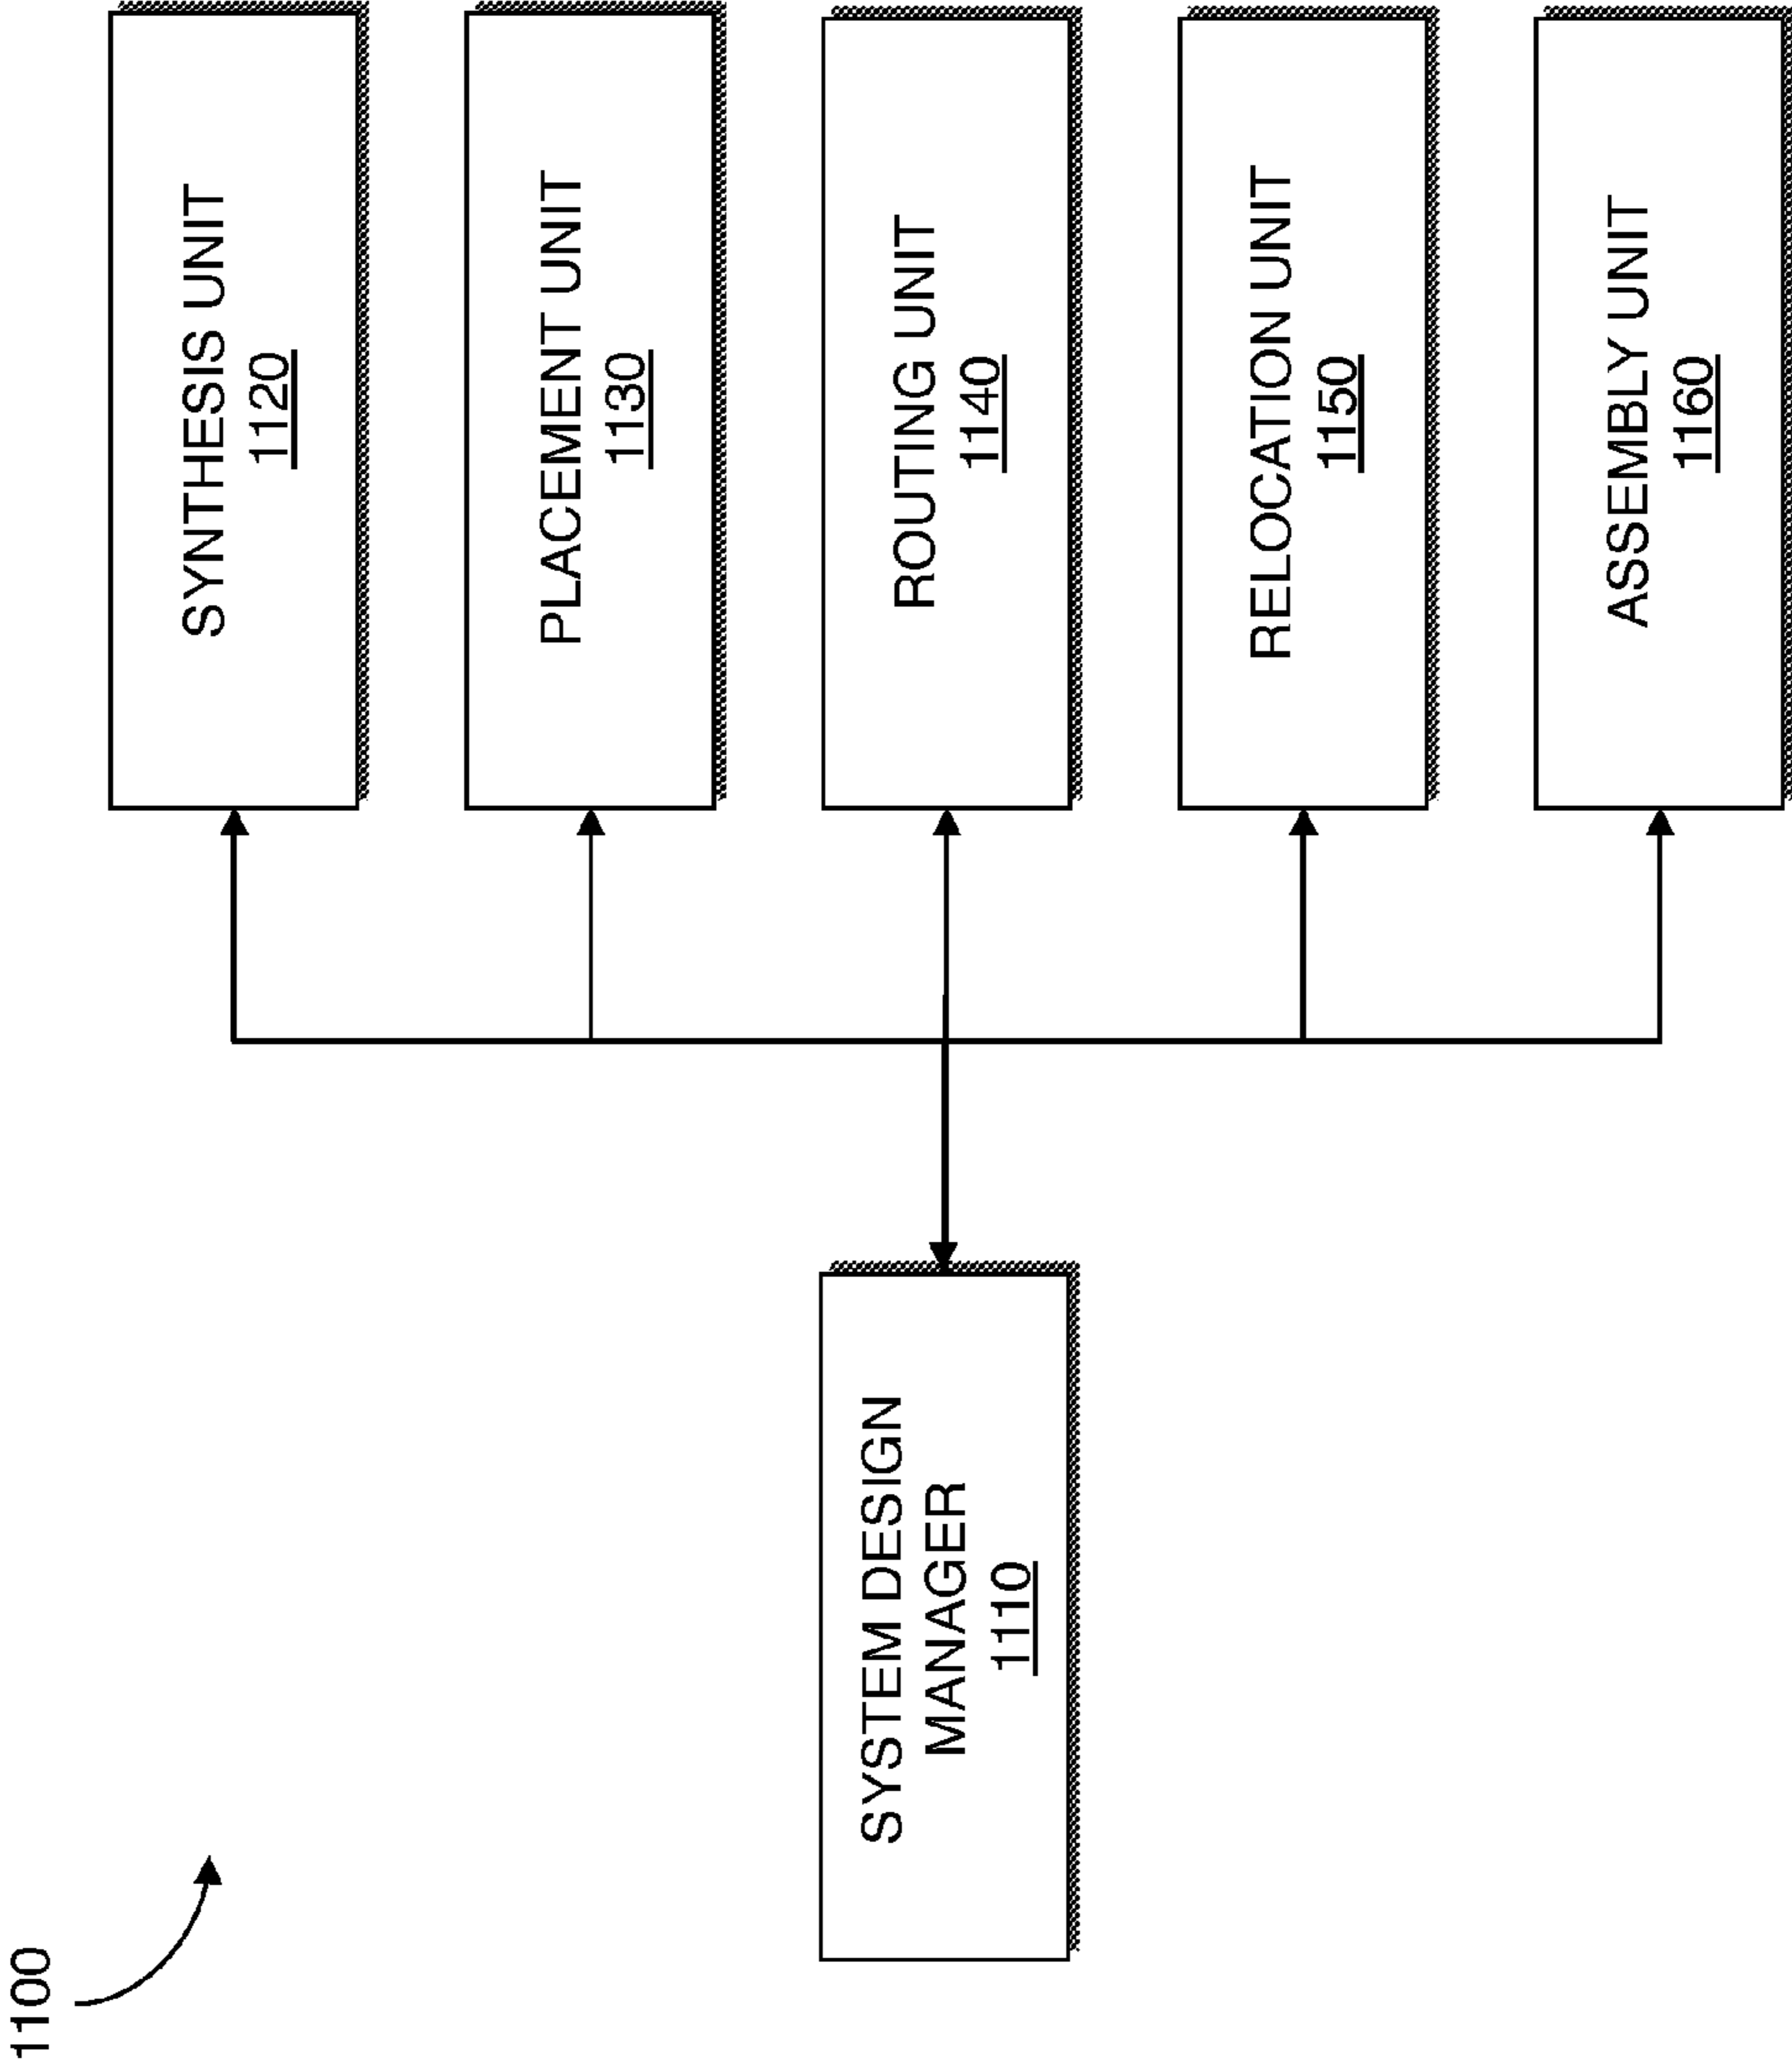 1100
SYSTEM DESIGN
MANAGER
1110
SYNTHESIS UNIT
1120
PLACEMENT UNIT
1130
ROUTING UNIT
1140
RELOCATION UNIT
1150
ASSEMBLY UNIT
1160